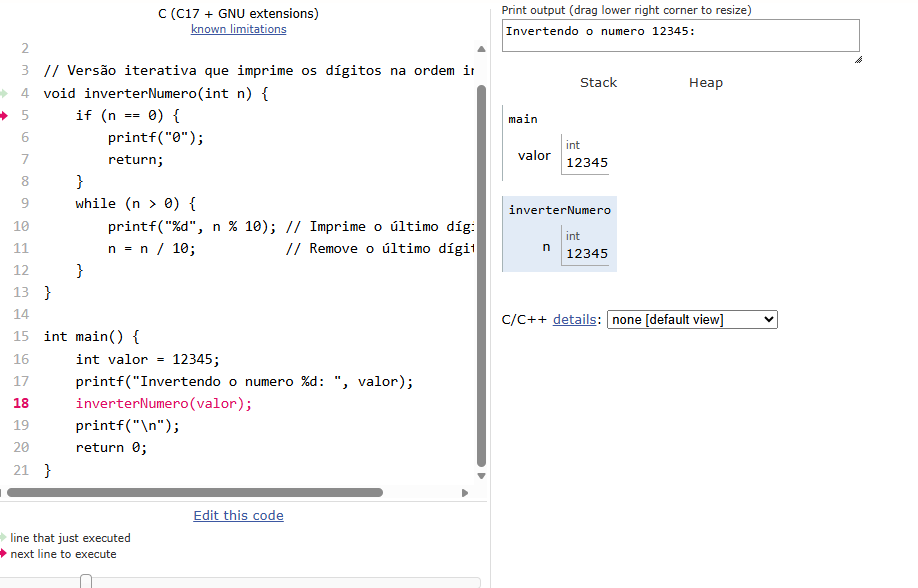 C (C17 + GNU extensions)
known limitations
2
3 // Versão iterativa que imprime os dígitos na ordem
4 void inverterNumero(int n) {
5     if (n == 0) {
6         printf("0");
7         return;
8     }
9     while (n > 0) {
10         printf("%d", n % 10); // Imprime o último
11         n = n / 10;           // Remove o último
12     }
13 }
14
15 int main() {
16     int valor = 12345;
17     printf("Invertendo o numero %d: ", valor);
18     inverterNumero(valor);
19     printf("\n");
20     return 0;
21 }
Edit this code
line that just executed
next line to execute
Print output (drag lower right corner to resize)
Invertendo o numero 12345:
Stack Heap
main
int
valor 12345
inverterNumero
int
n 12345
C/C++ details: none [default view]